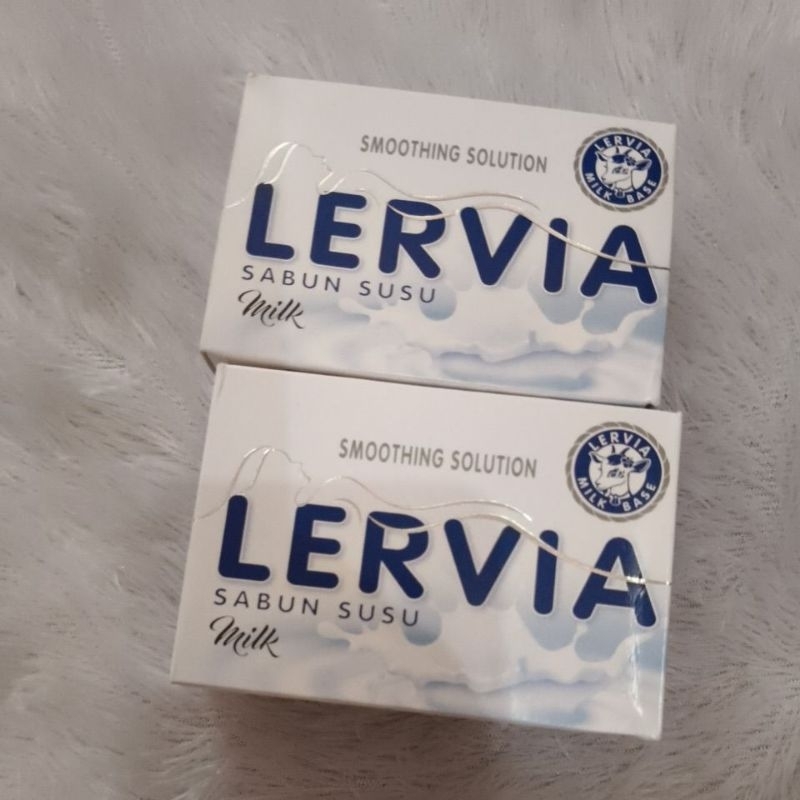 SMOOTHING SOLUTION
LERVIA
MILK BASE
LERVIA
SABUN SUSU
Milk
SMOOTHING SOLUTION
LERVIA
MILK BASE
LERVIA
SABUN SUSU
Milk